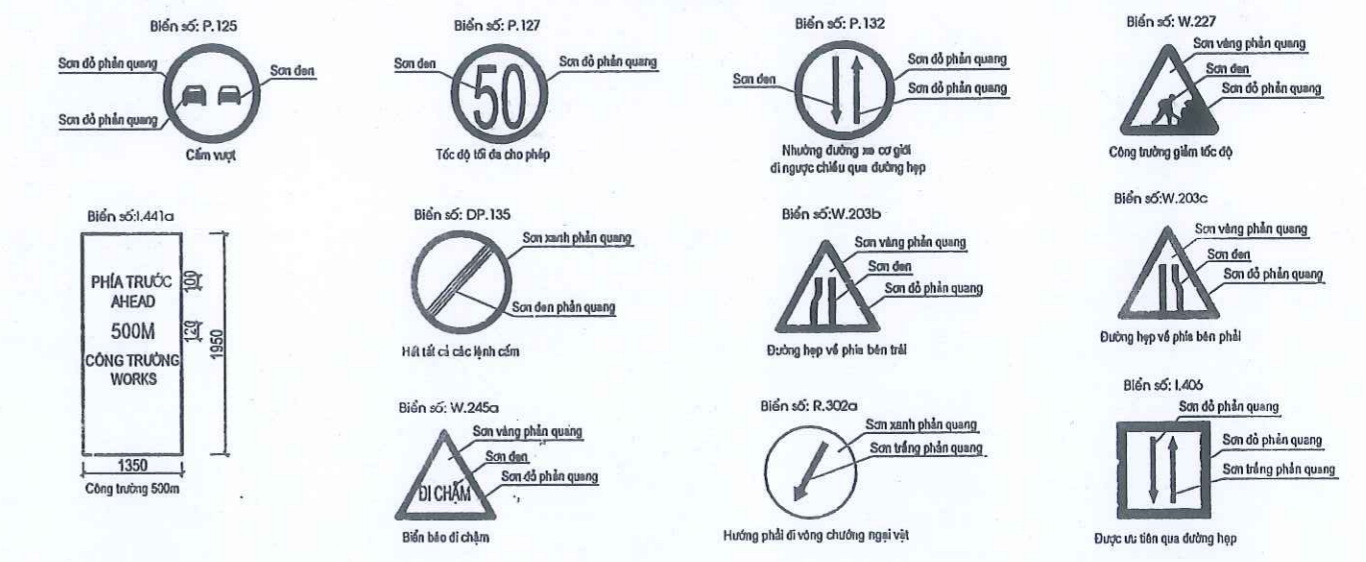 Biển số: P.125
Sơn đỏ phản quang
Sơn đen
Sơn đỏ phản quang
Cấm vượt
Biển số: P.127
Sơn đen
Sơn đỏ phản quang
50
Tốc độ tối đa cho phép
Biển số: P.132
Sơn đen
Sơn đỏ phản quang
Sơn đỏ phản quang
Nhường đường xe cơ giới
đi ngược chiều qua đường hẹp
Biển số: W.227
Sơn vàng phản quang
Sơn đen
Sơn đỏ phản quang
Công trường giảm tốc độ
Biển số:I.441a
PHÍA TRƯỚC
AHEAD
500M
CÔNG TRƯỜNG
WORKS
100
120
1950
1350
Công trường 500m
Biển số: DP.135
Sơn xanh phản quang
Sơn đen phản quang
Hết tất cả các lệnh cấm
Biển số:W.203b
Sơn vàng phản quang
Sơn đen
Sơn đỏ phản quang
Đường hẹp về phía bên trái
Biển số:W.203c
Sơn vàng phản quang
Sơn đen
Sơn đỏ phản quang
Đường hẹp về phía bên phải
Biển số: W.245a
Sơn vàng phản quang
Sơn đen
Sơn đỏ phản quang
ĐI CHẬM
Biển báo đi chậm
Biển số: R.302a
Sơn xanh phản quang
Sơn trắng phản quang
Hướng phải đi vòng chướng ngại vật
Biển số: I.406
Sơn đỏ phản quang
Sơn đỏ phản quang
Sơn trắng phản quang
Được ưu tiên qua đường hẹp